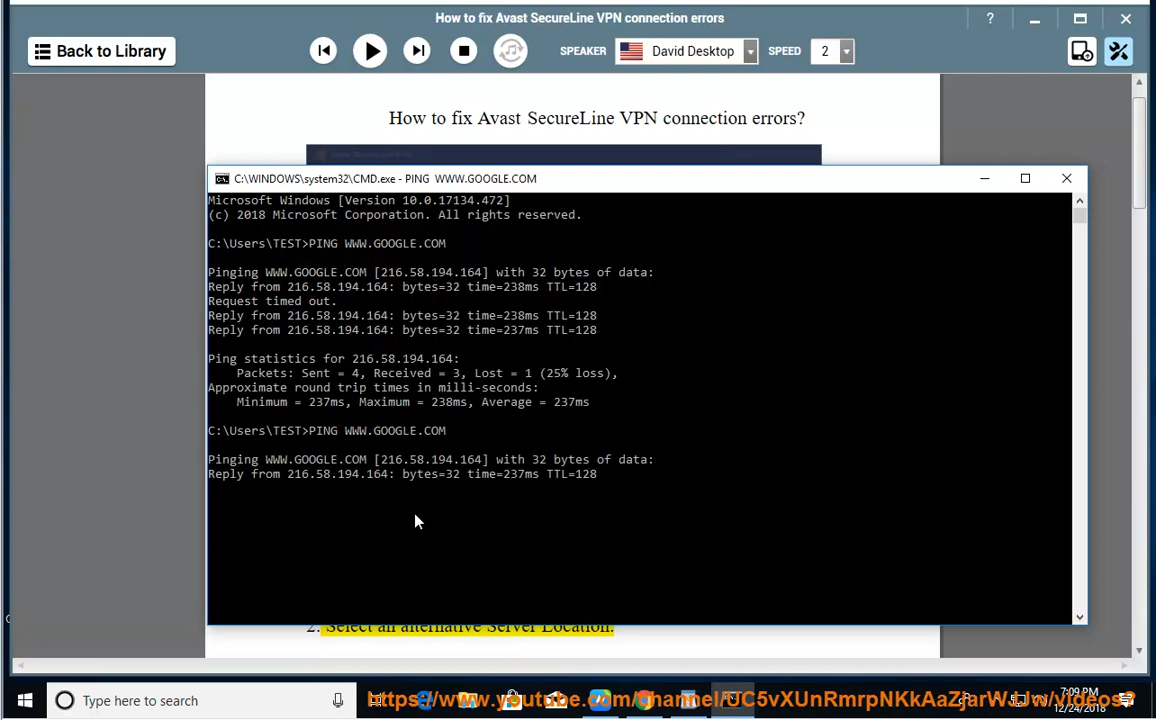 How to fix Avast SecureLine VPN connection errors
?
Back to Library
SPEAKER
David Desktop
SPEED
2
How to fix Avast SecureLine VPN connection errors?
C:\WINDOWS\system32\CMD.exe - PING  WWW.GOOGLE.COM
Microsoft Windows [Version 10.0.17134.472]
(c) 2018 Microsoft Corporation. All rights reserved.
C:\Users\TEST>PING WWW.GOOGLE.COM
Pinging WWW.GOOGLE.COM [216.58.194.164] with 32 bytes of data:
Reply from 216.58.194.164: bytes=32 time=238ms TTL=128
Request timed out.
Reply from 216.58.194.164: bytes=32 time=238ms TTL=128
Reply from 216.58.194.164: bytes=32 time=237ms TTL=128
Ping statistics for 216.58.194.164:
Packets: Sent = 4, Received = 3, Lost = 1 (25% loss),
Approximate round trip times in milli-seconds:
Minimum = 237ms, Maximum = 238ms, Average = 237ms
C:\Users\TEST>PING WWW.GOOGLE.COM
Pinging WWW.GOOGLE.COM [216.58.194.164] with 32 bytes of data:
Reply from 216.58.194.164: bytes=32 time=237ms TTL=128
2. Select an alternative Server Location.
Type here to search
https://www.youtube.com/channel/UC5vXUnRmrpNKkAaZjarWJJw/videos?
7:09 PM
12/24/2018